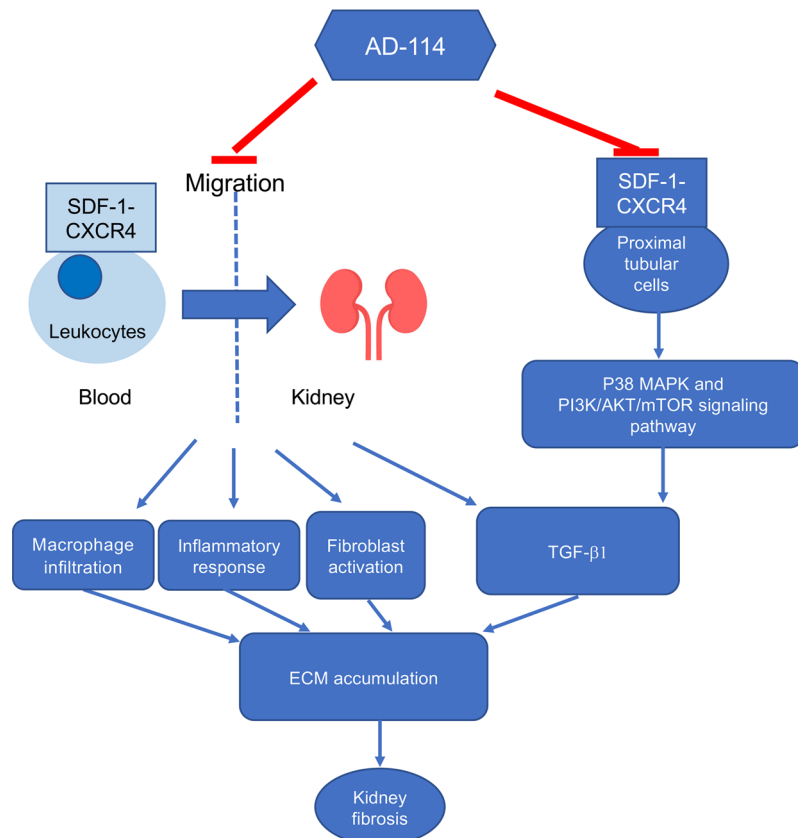 AD-114
Migration
SDF-1-
CXCR4
Leukocytes
Blood
Kidney
SDF-1-
CXCR4
Proximal
tubular
cells
P38 MAPK and
PI3K/AKT/mTOR signaling
pathway
Macrophage
infiltration
Inflammatory
response
Fibroblast
activation
TGF-β1
ECM accumulation
Kidney
fibrosis